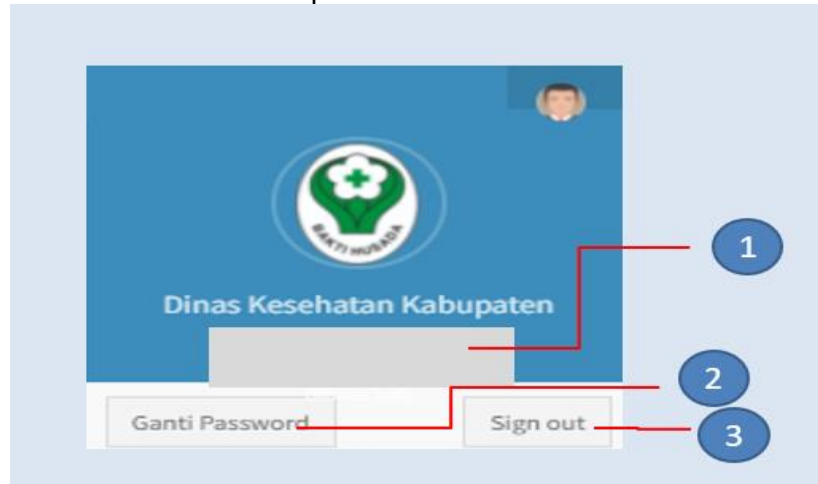 BAKTI HUSADA
Dinas Kesehatan Kabupaten
1
2
Ganti Password
Sign out
3